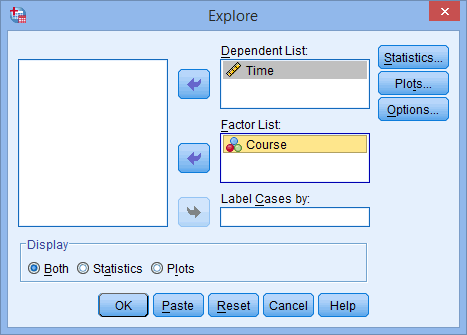 Explore
Dependent List:
Time
Statistics...
Plots...
Options...
Factor List:
Course
Label Cases by:
Display
Both Statistics Plots
OK Paste Reset Cancel Help